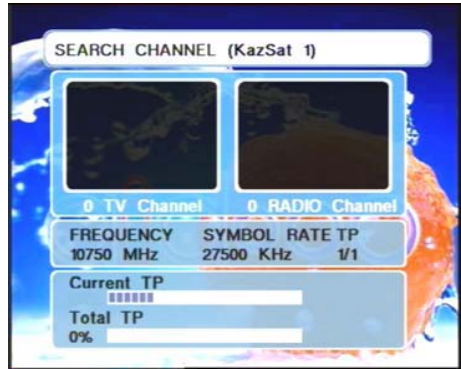 SEARCH CHANNEL (KazSat 1)
0 TV Channel 0 RADIO Channel
FREQUENCY SYMBOL RATE TP
10750 MHz 27500 KHz 1/1
Current TP
Total TP
0%